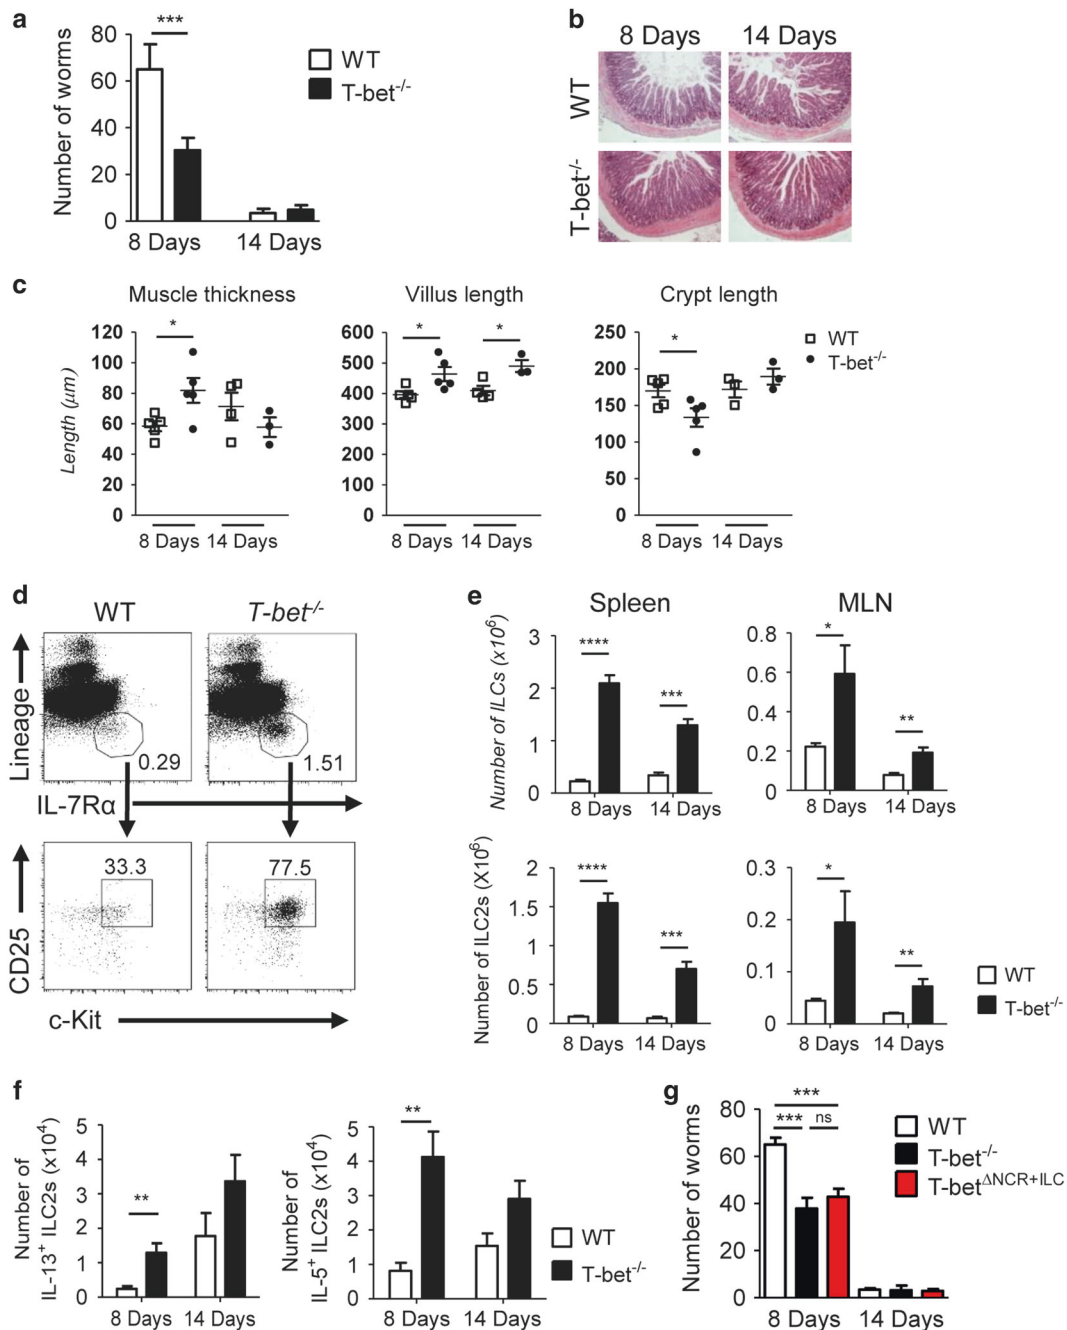 a
***
80
60
40
20
0
Number of worms
8 Days
14 Days
WT
T-bet-/-
b
8 Days
14 Days
WT
T-bet-/-
c
Muscle thickness
Villus length
Crypt length
Length (μm)
120
100
80
60
40
20
0
*
8 Days
14 Days
600
500
400
300
200
100
0
*
*
8 Days
14 Days
250
200
150
100
50
0
*
8 Days
14 Days
WT
T-bet-/-
d
WT
T-bet-/-
Lineage
0.29
1.51
IL-7Rα
33.3
77.5
CD25
c-Kit
e
Spleen
MLN
Number of ILCs (x10⁶)
3
2
1
0
****
***
8 Days
14 Days
0.8
0.6
0.4
0.2
0
*
**
8 Days
14 Days
Number of ILC2s (X10⁶)
2
1.5
1
0.5
0
****
***
8 Days
14 Days
0.3
0.2
0.1
0
*
**
8 Days
14 Days
WT
T-bet-/-
f
Number of
IL-13⁺ ILC2s (x10⁴)
5
4
3
2
1
0
**
8 Days
14 Days
Number of
IL-5⁺ ILC2s (x10⁴)
5
4
3
2
1
0
**
8 Days
14 Days
WT
T-bet-/-
g
Number of worms
80
60
40
20
0
***
***
ns
8 Days
14 Days
WT
T-bet-/-
T-betΔNCR+ILC